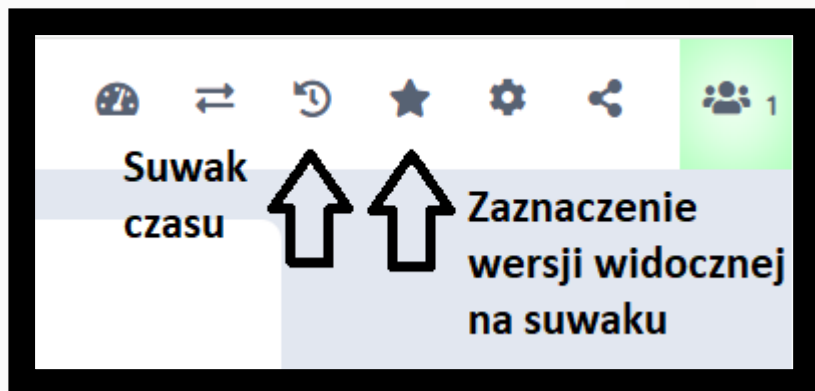 1
Suwak
czasu
Zaznaczenie
wersji widocznej
na suwaku